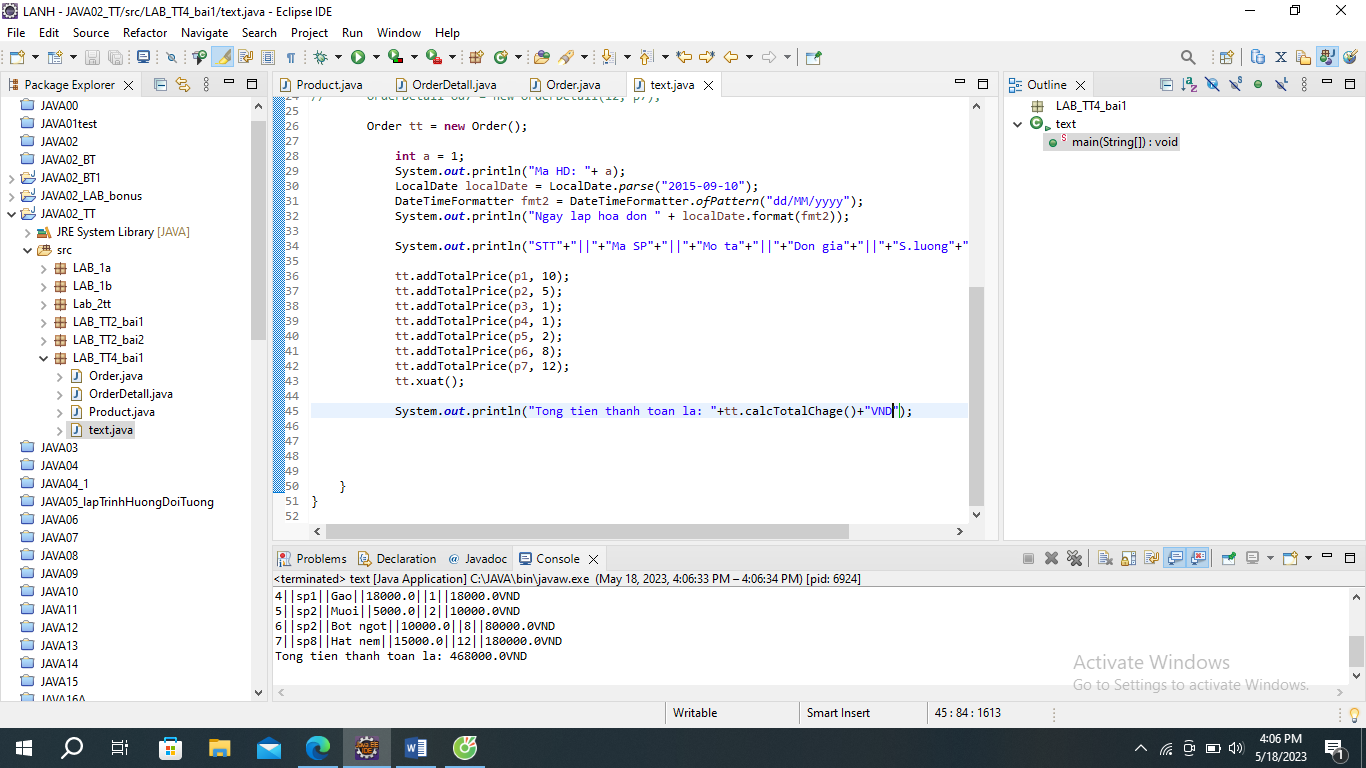 LANH - JAVA02_TT/src/LAB_TT4_bai1/text.java - Eclipse IDE
File Edit Source Refactor Navigate Search Project Run Window Help
Package Explorer
JAVA00
JAVA01test
JAVA02
JAVA02_BT
JAVA02_BT1
JAVA02_LAB_bonus
JAVA02_TT
JRE System Library [JAVA]
src
LAB_1a
LAB_1b
Lab_2tt
LAB_TT2_bai1
LAB_TT2_bai2
LAB_TT4_bai1
Order.java
OrderDetall.java
Product.java
text.java
JAVA03
JAVA04
JAVA04_1
JAVA05_lapTrinhHuongDoiTuong
JAVA06
JAVA07
JAVA08
JAVA09
JAVA10
JAVA11
JAVA12
JAVA13
JAVA14
JAVA15
JAVA16A
Product.java OrderDetall.java Order.java text.java
25
26 Order tt = new Order();
27
28 int a = 1;
29 System.out.println("Ma HD: "+ a);
30 LocalDate localDate = LocalDate.parse("2015-09-10");
31 DateTimeFormatter fmt2 = DateTimeFormatter.ofPattern("dd/MM/yyyy");
32 System.out.println("Ngay lap hoa don " + localDate.format(fmt2));
33
34 System.out.println("STT"+"||"+"Ma SP"+"||"+"Mo ta"+"||"+"Don gia"+"||"+"S.luong"+"
35
36 tt.addTotalPrice(p1, 10);
37 tt.addTotalPrice(p2, 5);
38 tt.addTotalPrice(p3, 1);
39 tt.addTotalPrice(p4, 1);
40 tt.addTotalPrice(p5, 2);
41 tt.addTotalPrice(p6, 8);
42 tt.addTotalPrice(p7, 12);
43 tt.xuat();
44
45 System.out.println("Tong tien thanh toan la: "+tt.calcTotalChage()+"VND");
46
47
48
49
50 }
51 }
52
Outline
LAB_TT4_bai1
text
main(String[]) : void
Problems Declaration Javadoc Console
<terminated> text [Java Application] C:\JAVA\bin\javaw.exe (May 18, 2023, 4:06:33 PM – 4:06:34 PM) [pid: 6924]
4||sp1||Gao||18000.0||1||18000.0VND
5||sp2||Muoi||5000.0||2||10000.0VND
6||sp2||Bot ngot||10000.0||8||80000.0VND
7||sp8||Hat nem||15000.0||12||180000.0VND
Tong tien thanh toan la: 468000.0VND
Activate Windows
Go to Settings to activate Windows.
Writable Smart Insert 45 : 84 : 1613
4:06 PM
5/18/2023
1